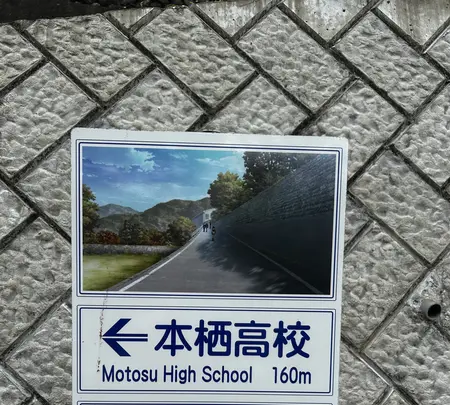 ←本栖高校
Motosu High School 160m